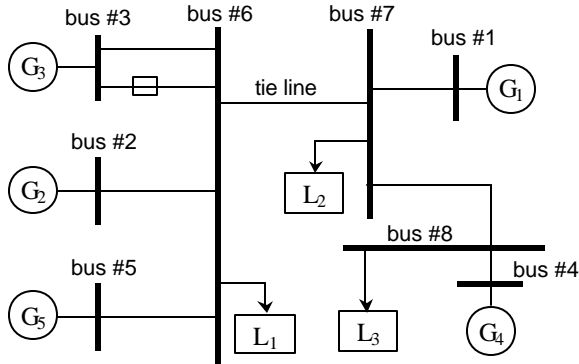 bus #3
bus #6
bus #7
bus #1
G3
tie line
G1
bus #2
G2
L2
bus #8
bus #4
bus #5
G5
L1
L3
G4